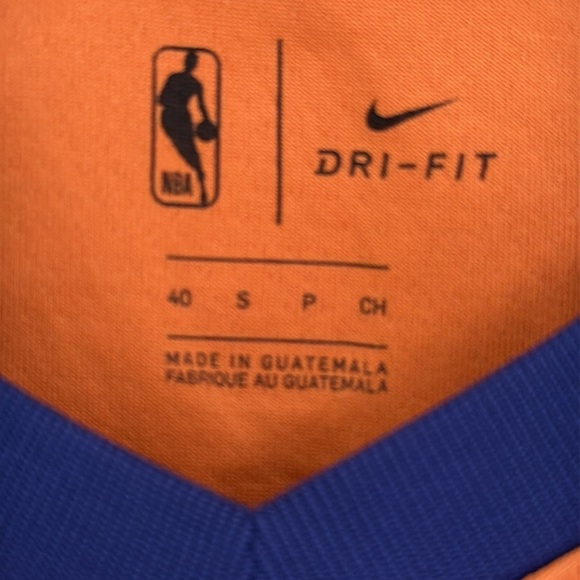 NBA
DRI-FIT
40 S P CH
MADE IN GUATEMALA
FABRIQUE AU GUATEMALA